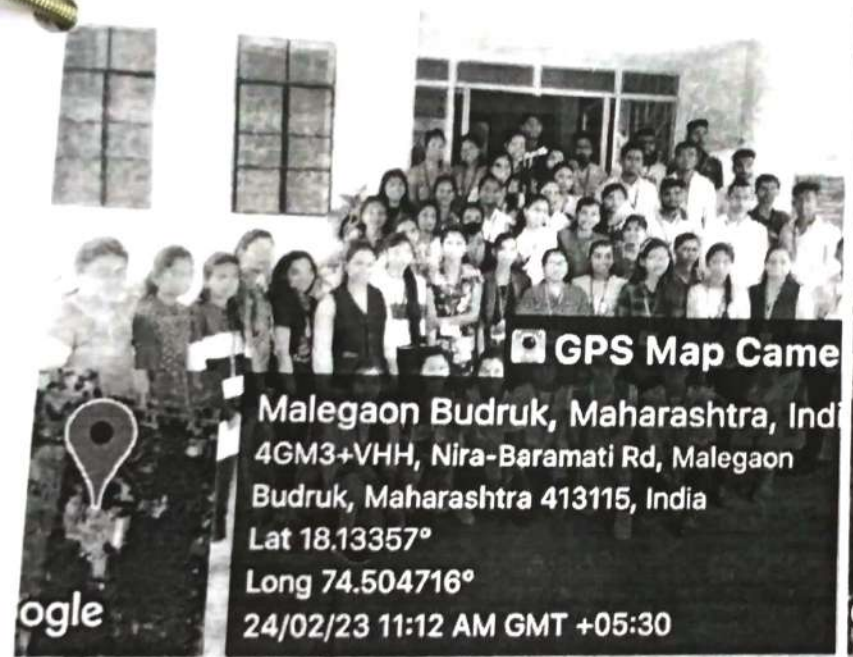 GPS Map Came
Malegaon Budruk, Maharashtra, Indi
4GM3+VHH, Nira-Baramati Rd, Malegaon
Budruk, Maharashtra 413115, India
Lat 18.13357°
Long 74.504716°
24/02/23 11:12 AM GMT +05:30
ogle